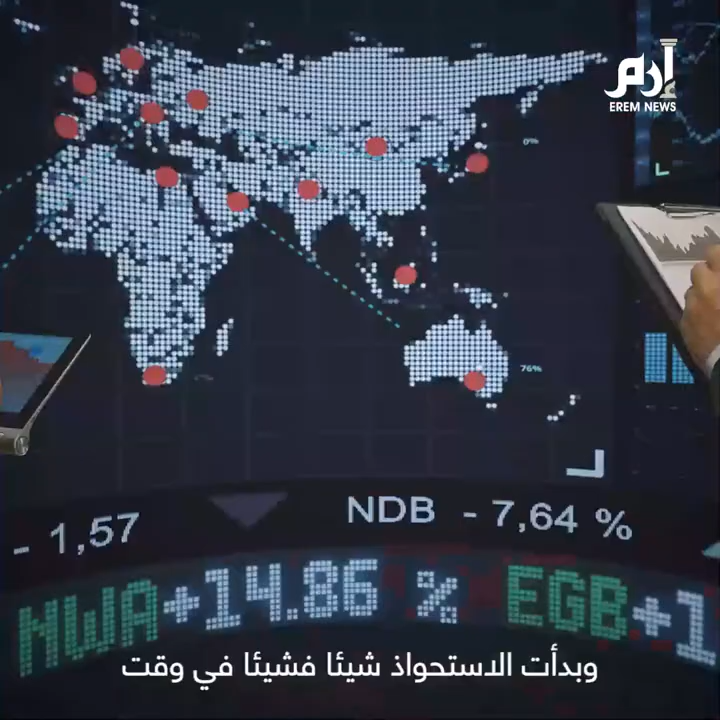 إرم
EREM NEWS
0%
76%
NDB - 7,64 %
- 1,57
NWA+14.86 % EGB+1
وبدأت الاستحواذ شيئا فشيئا في وقت